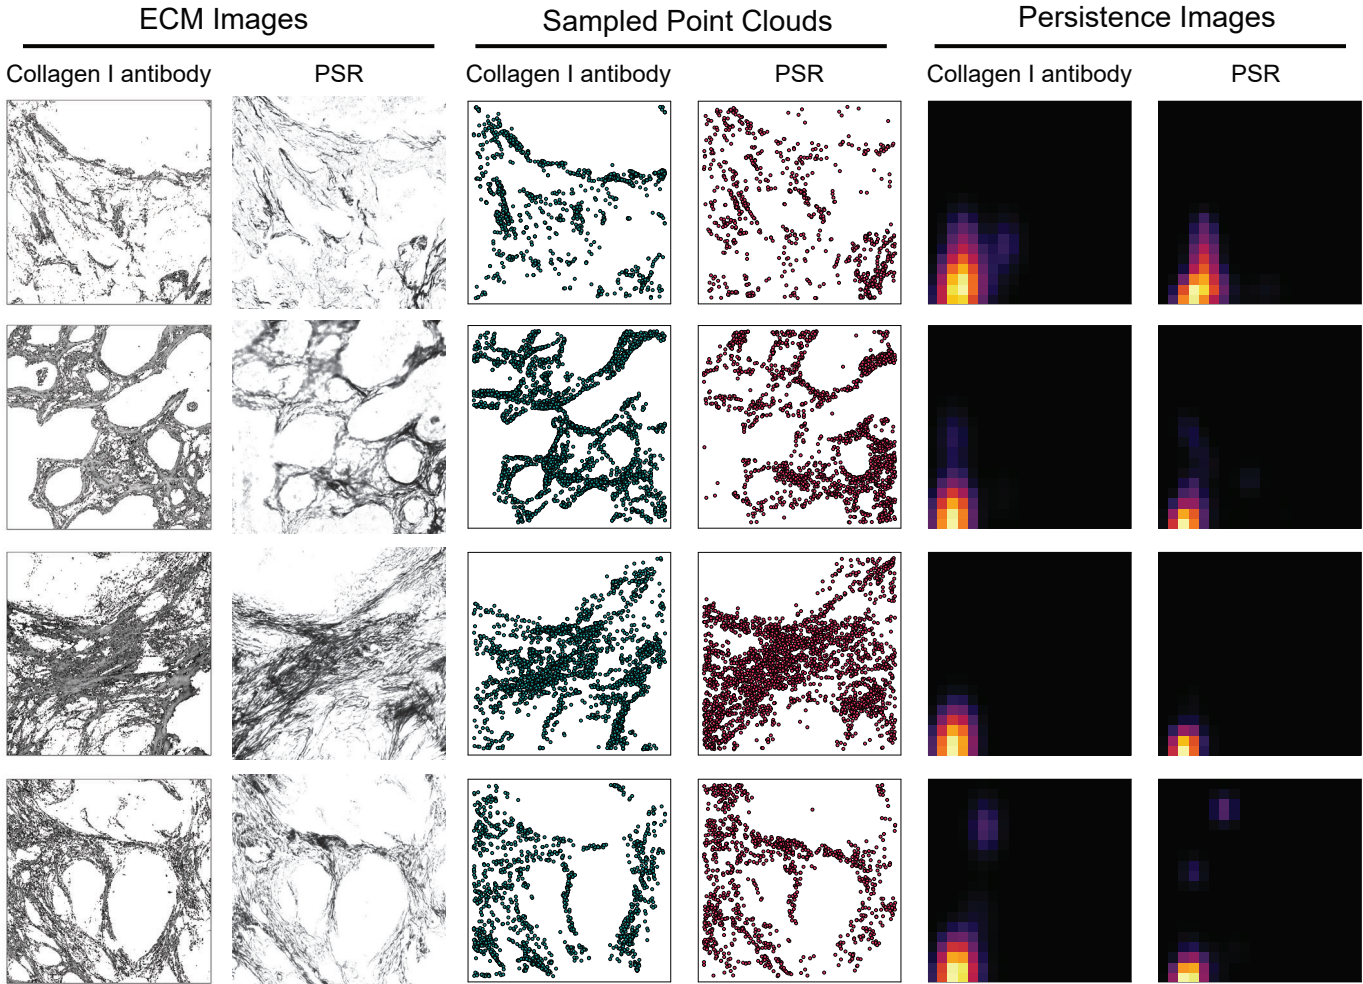 ECM Images
Sampled Point Clouds
Persistence Images
Collagen I antibody
PSR
Collagen I antibody
PSR
Collagen I antibody
PSR